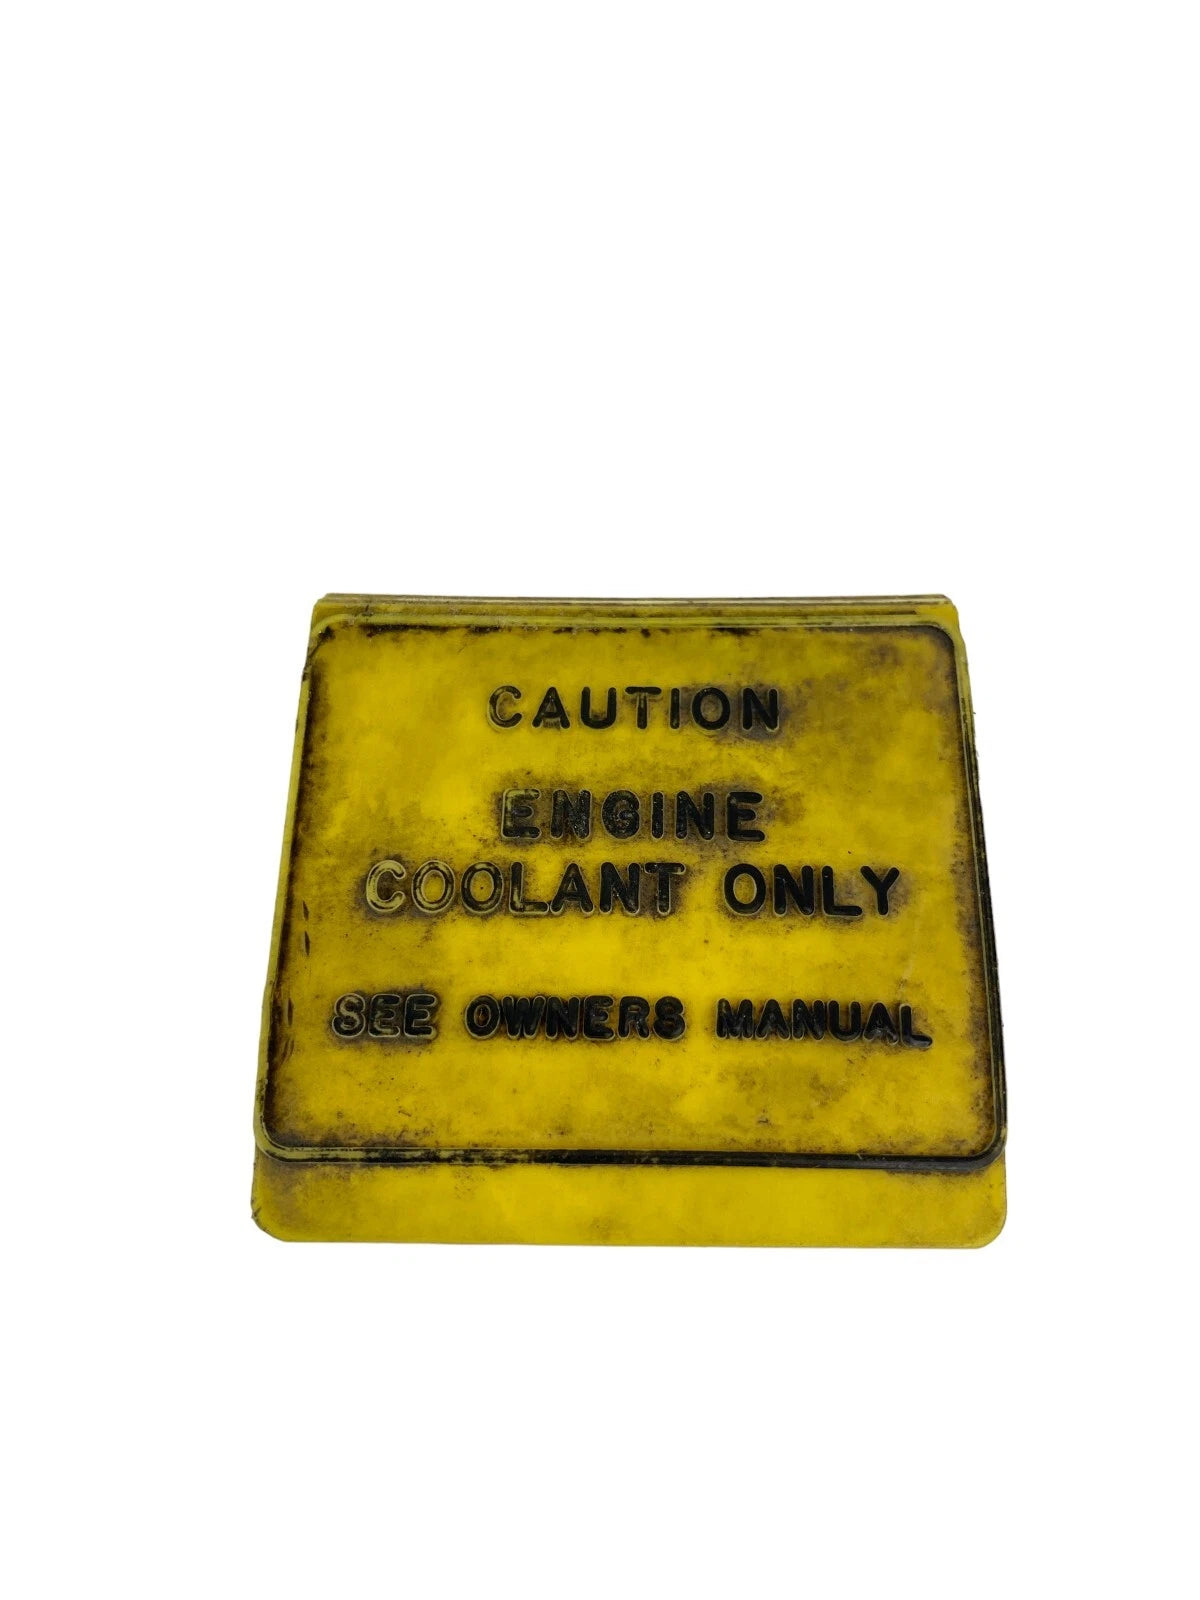 CAUTION
ENGINE
COOLANT ONLY
SEE OWNERS MANUAL